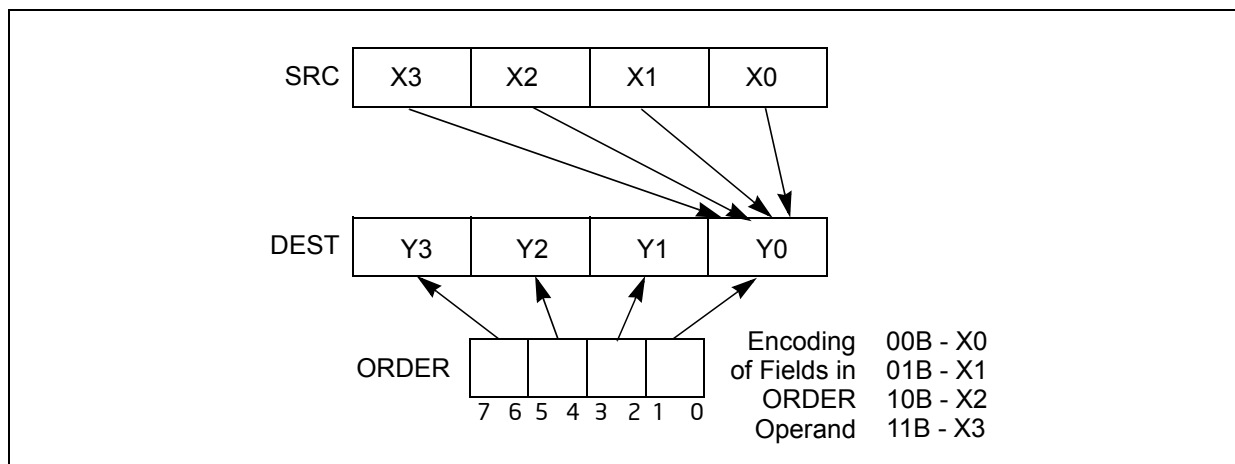 SRC X3 X2 X1 X0
DEST Y3 Y2 Y1 Y0
ORDER
7 6 5 4 3 2 1 0
Encoding 00B - X0
of Fields in 01B - X1
ORDER 10B - X2
Operand 11B - X3